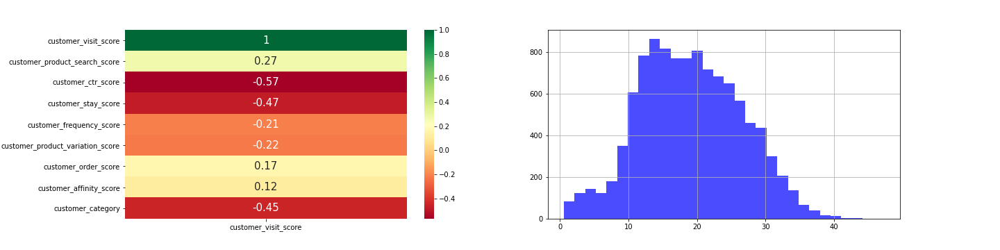 customer_visit_score
customer_product_search_score
customer_ctr_score
customer_stay_score
customer_frequency_score
customer_product_variation_score
customer_order_score
customer_affinity_score
customer_category
1
0.27
-0.57
-0.47
-0.21
-0.22
0.17
0.12
-0.45
customer_visit_score
1.0
0.8
0.6
0.4
0.2
0.0
−0.2
−0.4
800
600
400
200
0
0 10 20 30 40